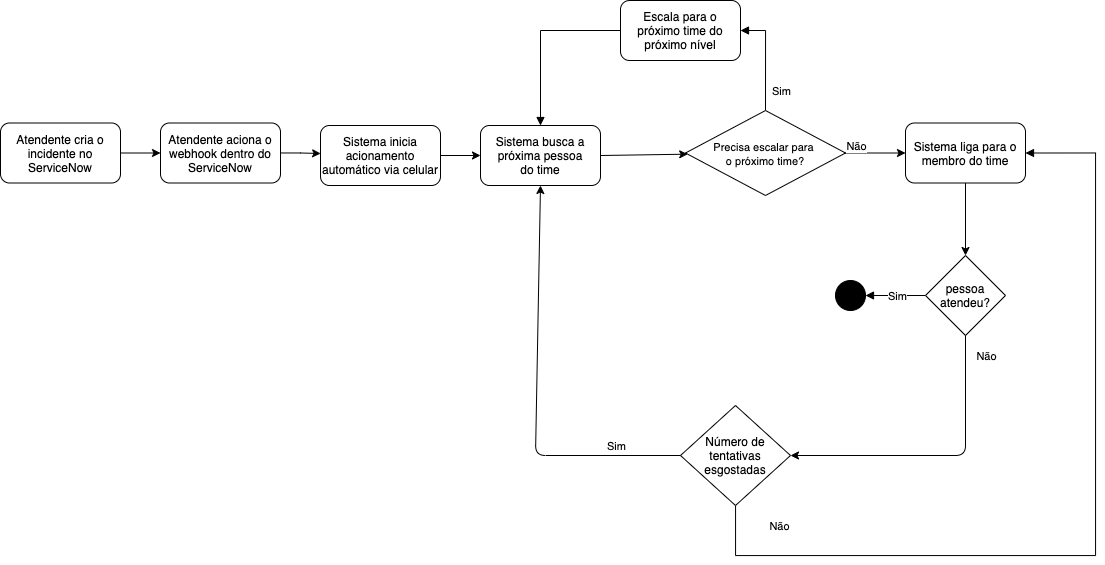 Escala para o
próximo time do
próximo nível
Sim
Atendente cria o
incidente no
ServiceNow
Atendente aciona o
webhook dentro do
ServiceNow
Sistema inicia
acionamento
automático via celular
Sistema busca a
próxima pessoa
do time
Precisa escalar para
o próximo time?
Não
Sistema liga para o
membro do time
pessoa
atendeu?
Sim
Não
Número de
tentativas
esgostadas
Sim
Não